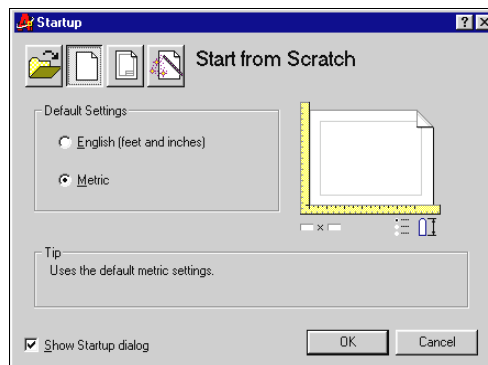 Startup
Start from Scratch
Default Settings
English (feet and inches)
Metric
Tip
Uses the default metric settings.
Show Startup dialog
OK
Cancel